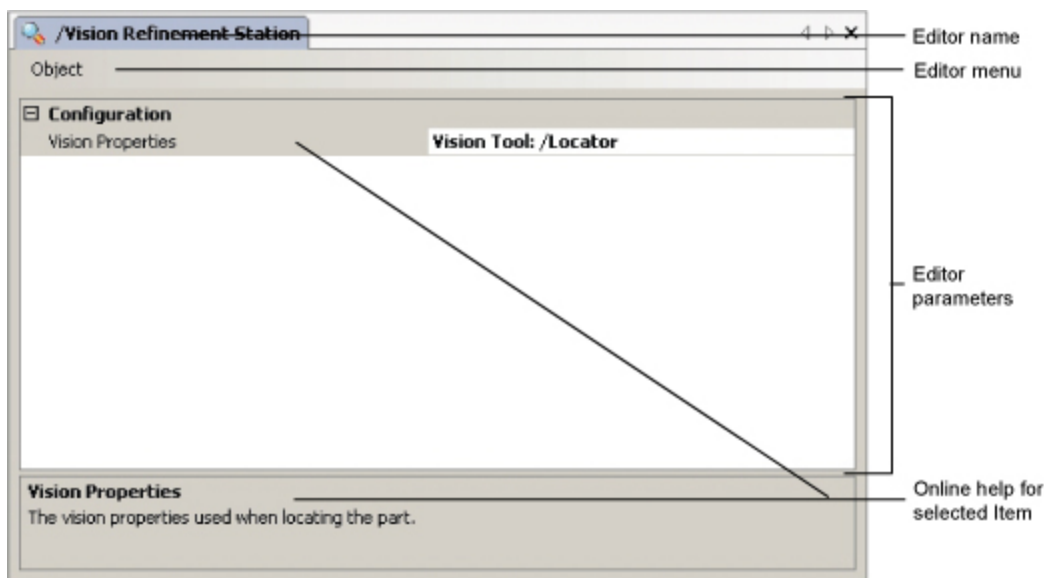 /Vision Refinement Station
Editor name
Object
Editor menu
Configuration
Vision Properties
Vision Tool: /Locator
Editor
parameters
Vision Properties
The vision properties used when locating the part.
Online help for
selected Item